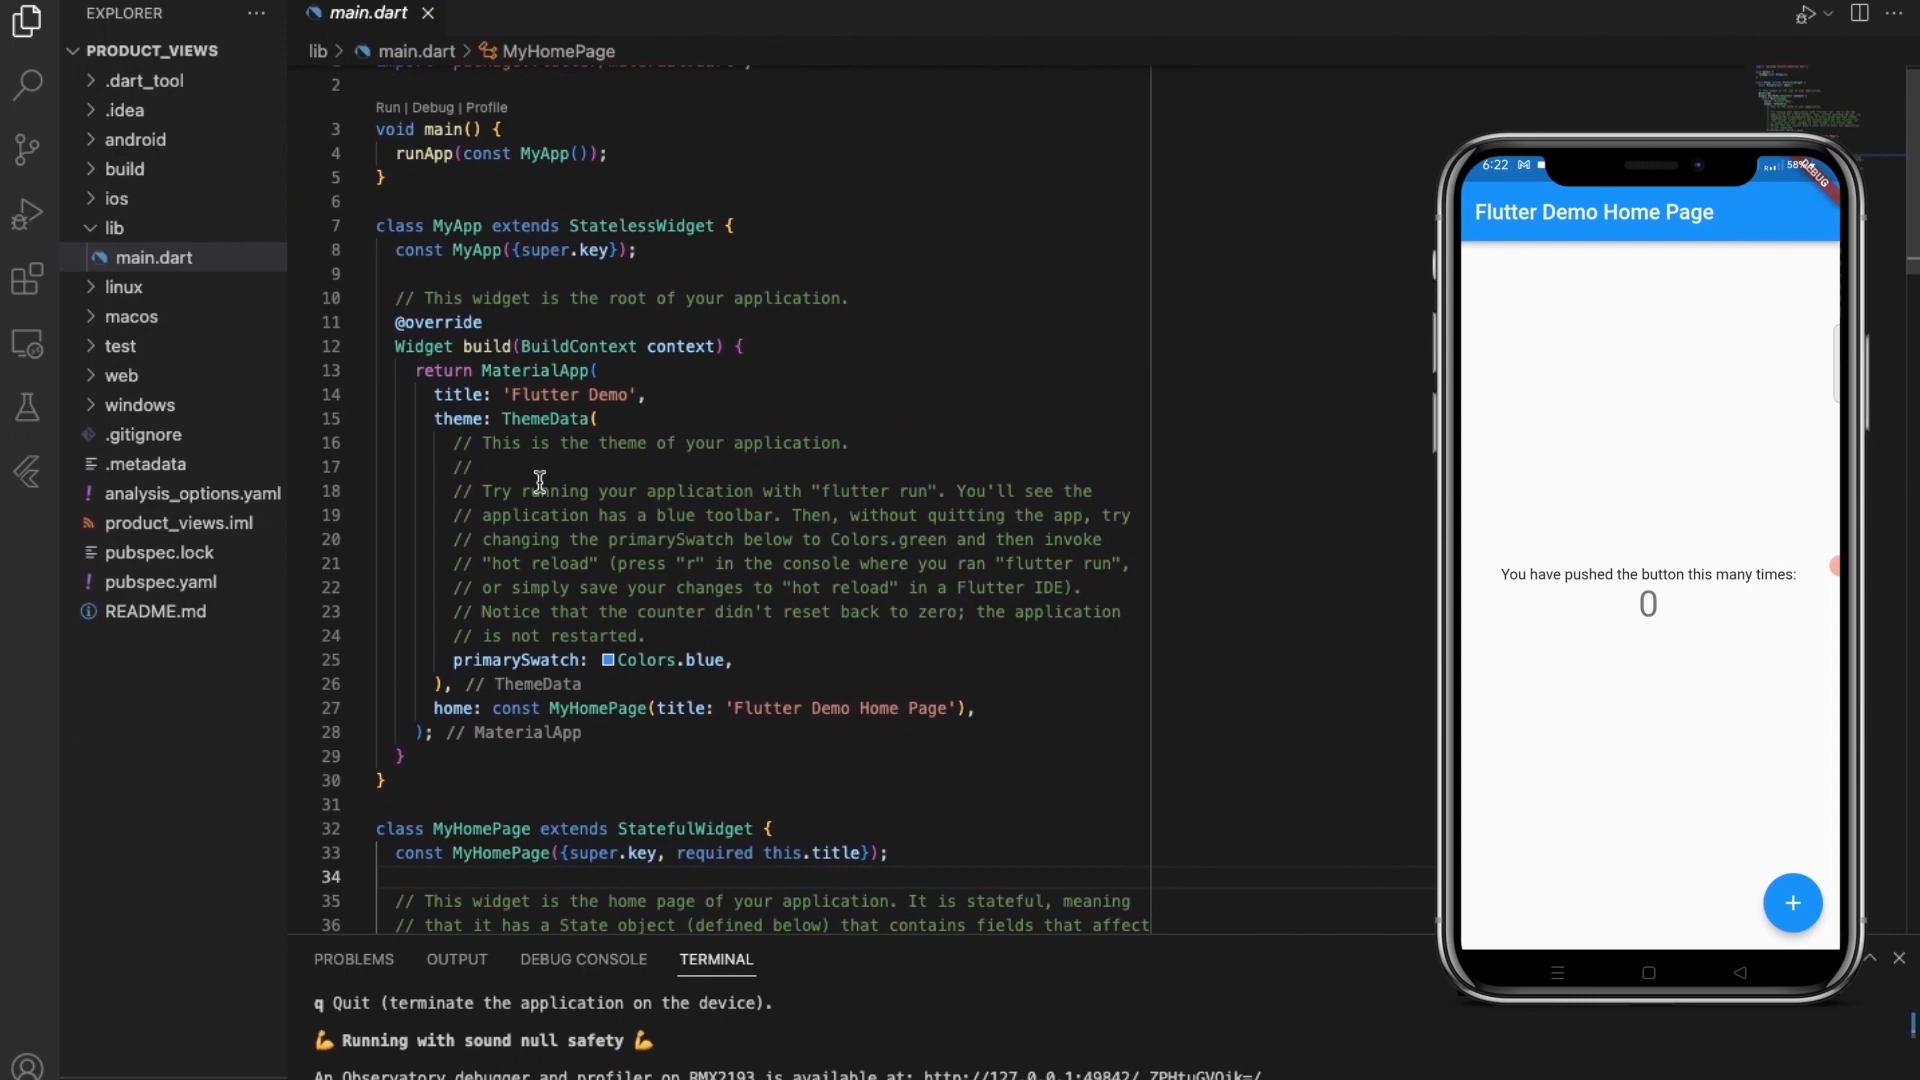 EXPLORER
PRODUCT_VIEWS
.dart_tool
.idea
android
build
ios
lib
main.dart
linux
macos
test
web
windows
.gitignore
.metadata
! analysis_options.yaml
product_views.iml
pubspec.lock
! pubspec.yaml
README.md
main.dart
lib > main.dart > MyHomePage
2
Run | Debug | Profile
3 void main() {
4 runApp(const MyApp());
5 }
6
7 class MyApp extends StatelessWidget {
8 const MyApp({super.key});
9
10 // This widget is the root of your application.
11 @override
12 Widget build(BuildContext context) {
13 return MaterialApp(
14 title: 'Flutter Demo',
15 theme: ThemeData(
16 // This is the theme of your application.
17 //
18 // Try running your application with "flutter run". You'll see the
19 // application has a blue toolbar. Then, without quitting the app, try
20 // changing the primarySwatch below to Colors.green and then invoke
21 // "hot reload" (press "r" in the console where you ran "flutter run",
22 // or simply save your changes to "hot reload" in a Flutter IDE).
23 // Notice that the counter didn't reset back to zero; the application
24 // is not restarted.
25 primarySwatch: Colors.blue,
26 ), // ThemeData
27 home: const MyHomePage(title: 'Flutter Demo Home Page'),
28 ); // MaterialApp
29 }
30 }
31
32 class MyHomePage extends StatefulWidget {
33 const MyHomePage({super.key, required this.title});
34
35 // This widget is the home page of your application. It is stateful, meaning
36 // that it has a State object (defined below) that contains fields that affect
PROBLEMS OUTPUT DEBUG CONSOLE TERMINAL
q Quit (terminate the application on the device).
💪 Running with sound null safety 💪
An Observatory debugger and profiler on RMX2193 is available at:
6:22
58%
DEBUG
Flutter Demo Home Page
You have pushed the button this many times:
0
+